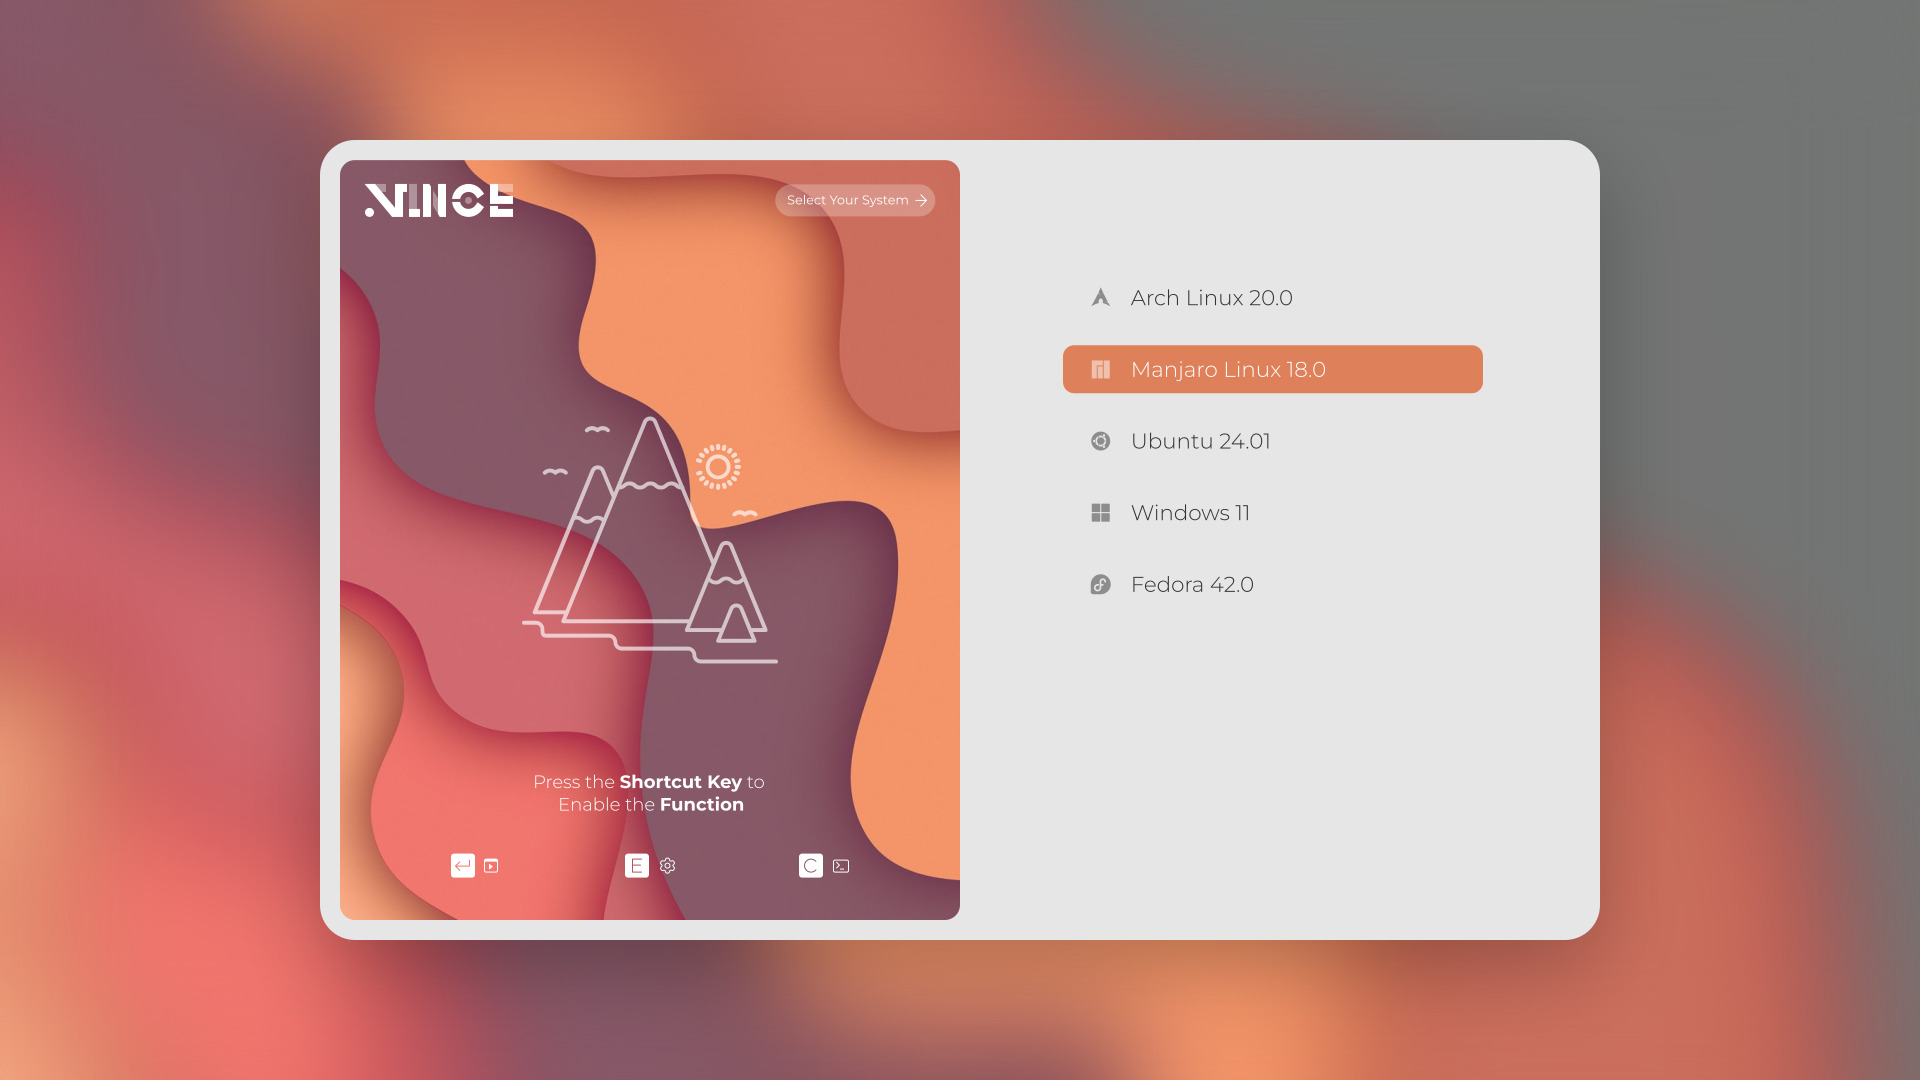 VINCE
Select Your System →
Arch Linux 20.0
Manjaro Linux 18.0
Ubuntu 24.01
Windows 11
Fedora 42.0
Press the Shortcut Key to
Enable the Function
E
C